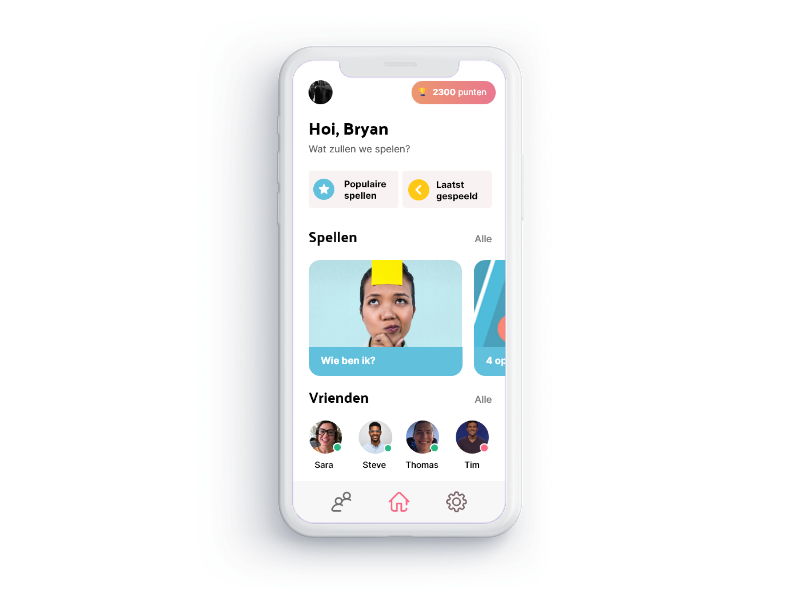 2300 punten
Hoi, Bryan
Wat zullen we spelen?
Populaire
spellen
Laatst
gespeeld
Spellen
Alle
Wie ben ik?
4 op
Vrienden
Alle
Sara
Steve
Thomas
Tim